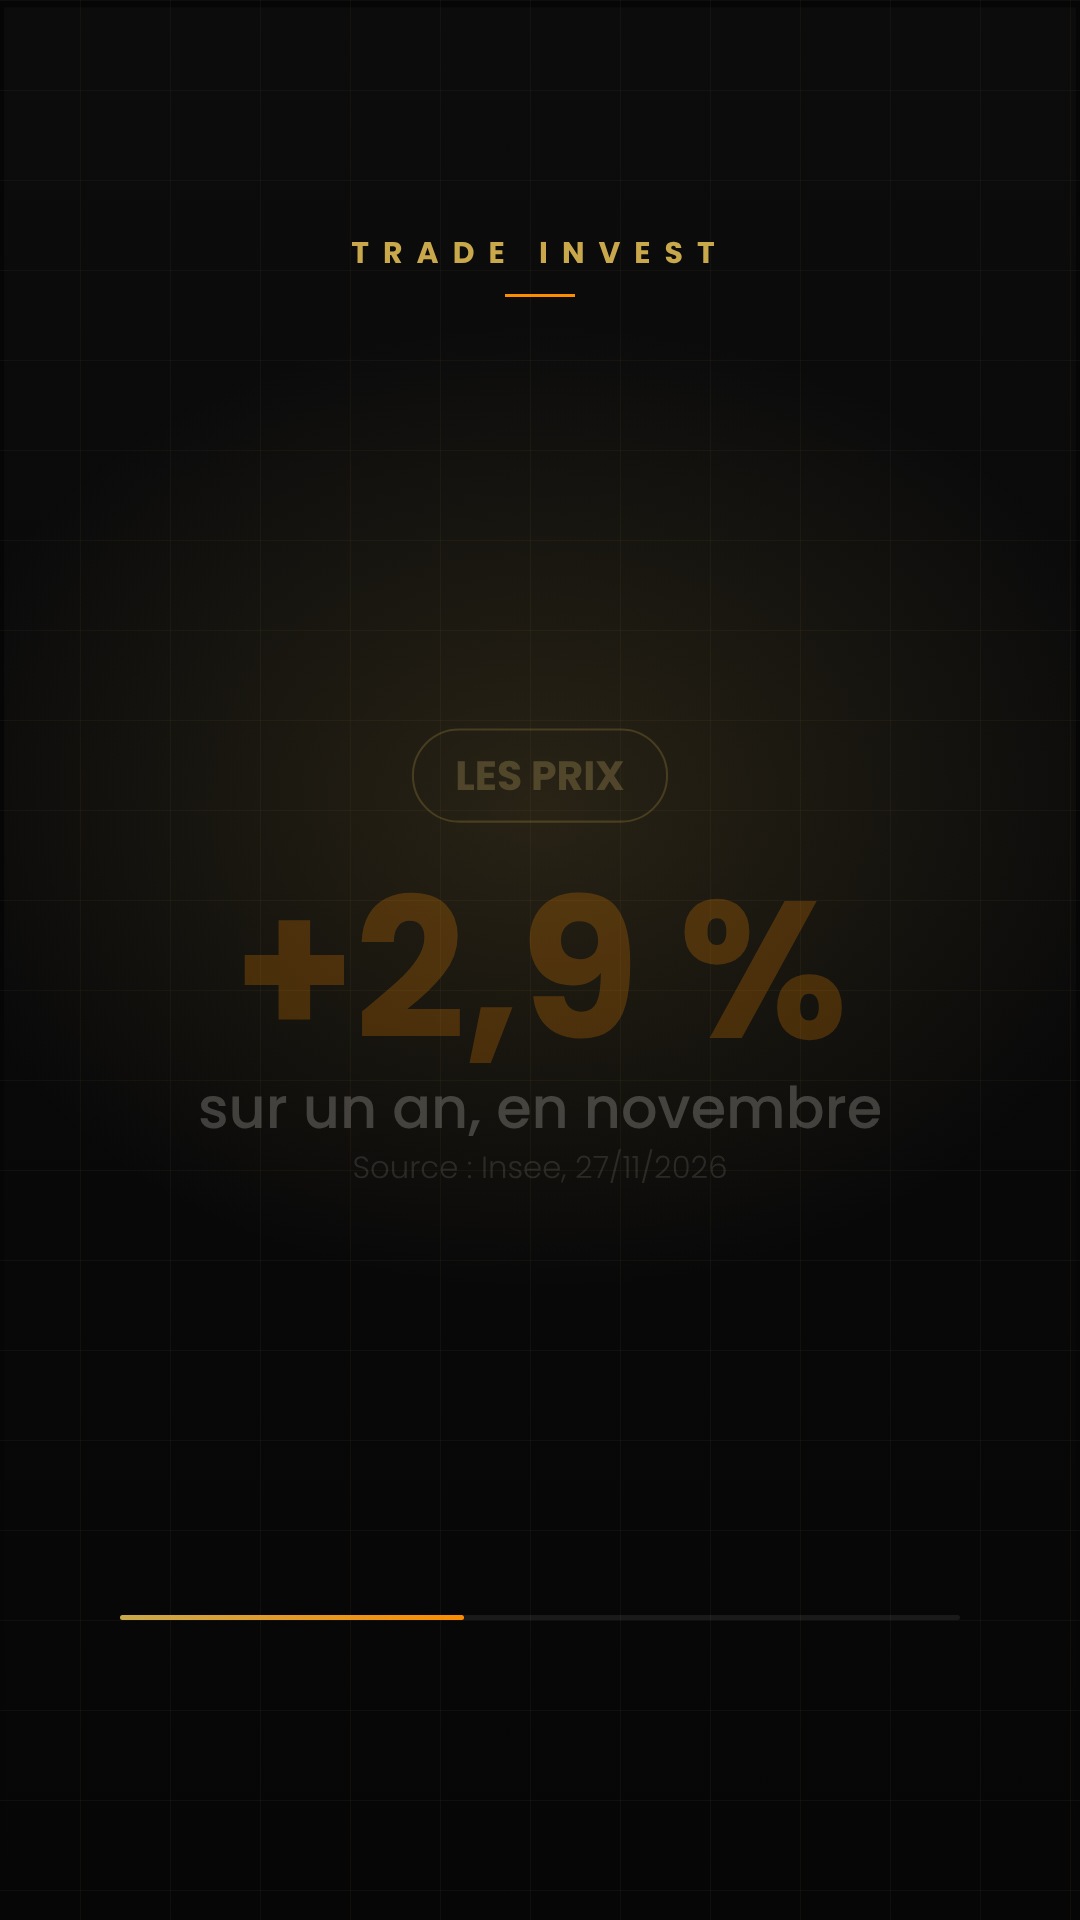 TRADE INVEST
LES PRIX
+2,9 %
sur un an, en novembre
Source : Insee, 27/11/2026